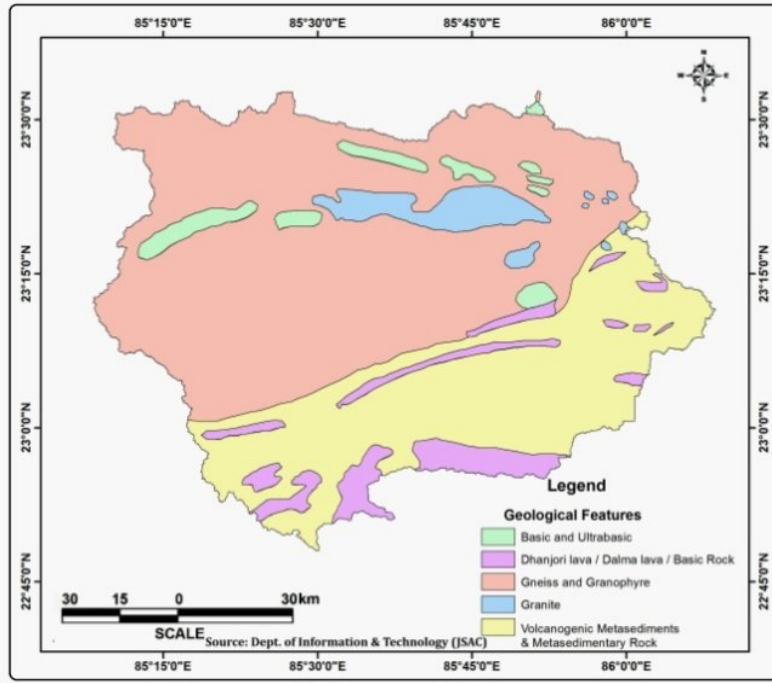 85°15'0"E 85°30'0"E 85°45'0"E 86°0'0"E
N
W E
S
23°30'0"N 23°30'0"N
23°15'0"N 23°15'0"N
23°0'0"N 23°0'0"N
22°45'0"N 22°45'0"N
Legend
Geological Features
Basic and Ultrabasic
Dhanjori lava / Dalma lava / Basic Rock
Gneiss and Granophyre
Granite
Volcanogenic Metasediments
& Metasedimentary Rock
30 15 0 30 km
SCALE
Source: Dept. of Information & Technology (JSAC)
85°15'0"E 85°30'0"E 85°45'0"E 86°0'0"E